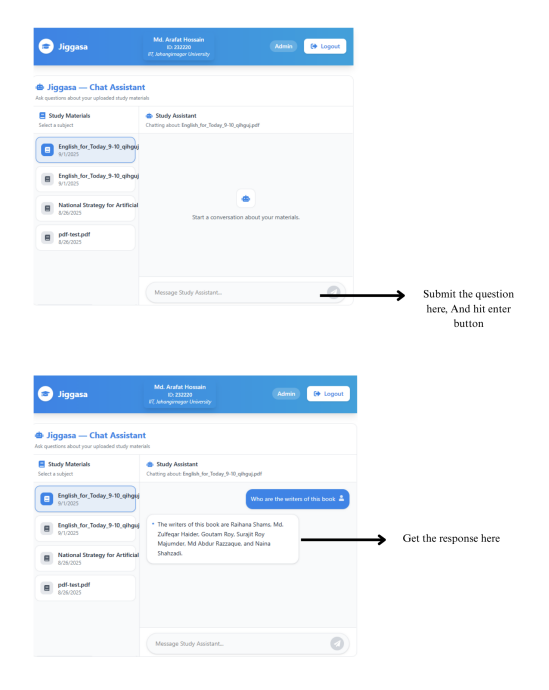 Jiggasa
Md. Arafat Hossain
ID: 232220
IIT, Jahangirnagar University
Admin
Logout
Jiggasa — Chat Assistant
Ask questions about your uploaded study materials
Study Materials
Select a subject
Study Assistant
Chatting about: English_for_Today_9-10_qihguj.pdf
English_for_Today_9-10_qihguj
9/1/2025
English_for_Today_9-10_qihguj
9/1/2025
National Strategy for Artificial
8/26/2025
pdf-test.pdf
8/26/2025
Start a conversation about your materials.
Message Study Assistant...
Submit the question
here, And hit enter
button
Jiggasa
Md. Arafat Hossain
ID: 232220
IIT, Jahangirnagar University
Admin
Logout
Jiggasa — Chat Assistant
Ask questions about your uploaded study materials
Study Materials
Select a subject
Study Assistant
Chatting about: English_for_Today_9-10_qihguj.pdf
English_for_Today_9-10_qihguj
9/1/2025
English_for_Today_9-10_qihguj
9/1/2025
National Strategy for Artificial
8/26/2025
pdf-test.pdf
8/26/2025
Who are the writers of this book
* The writers of this book are Raihana Shams, Md.
Zulfeqar Haider, Goutam Roy, Surajit Roy
Majumder, Md Abdur Razzaque, and Naina
Shahzadi.
Get the response here
Message Study Assistant...